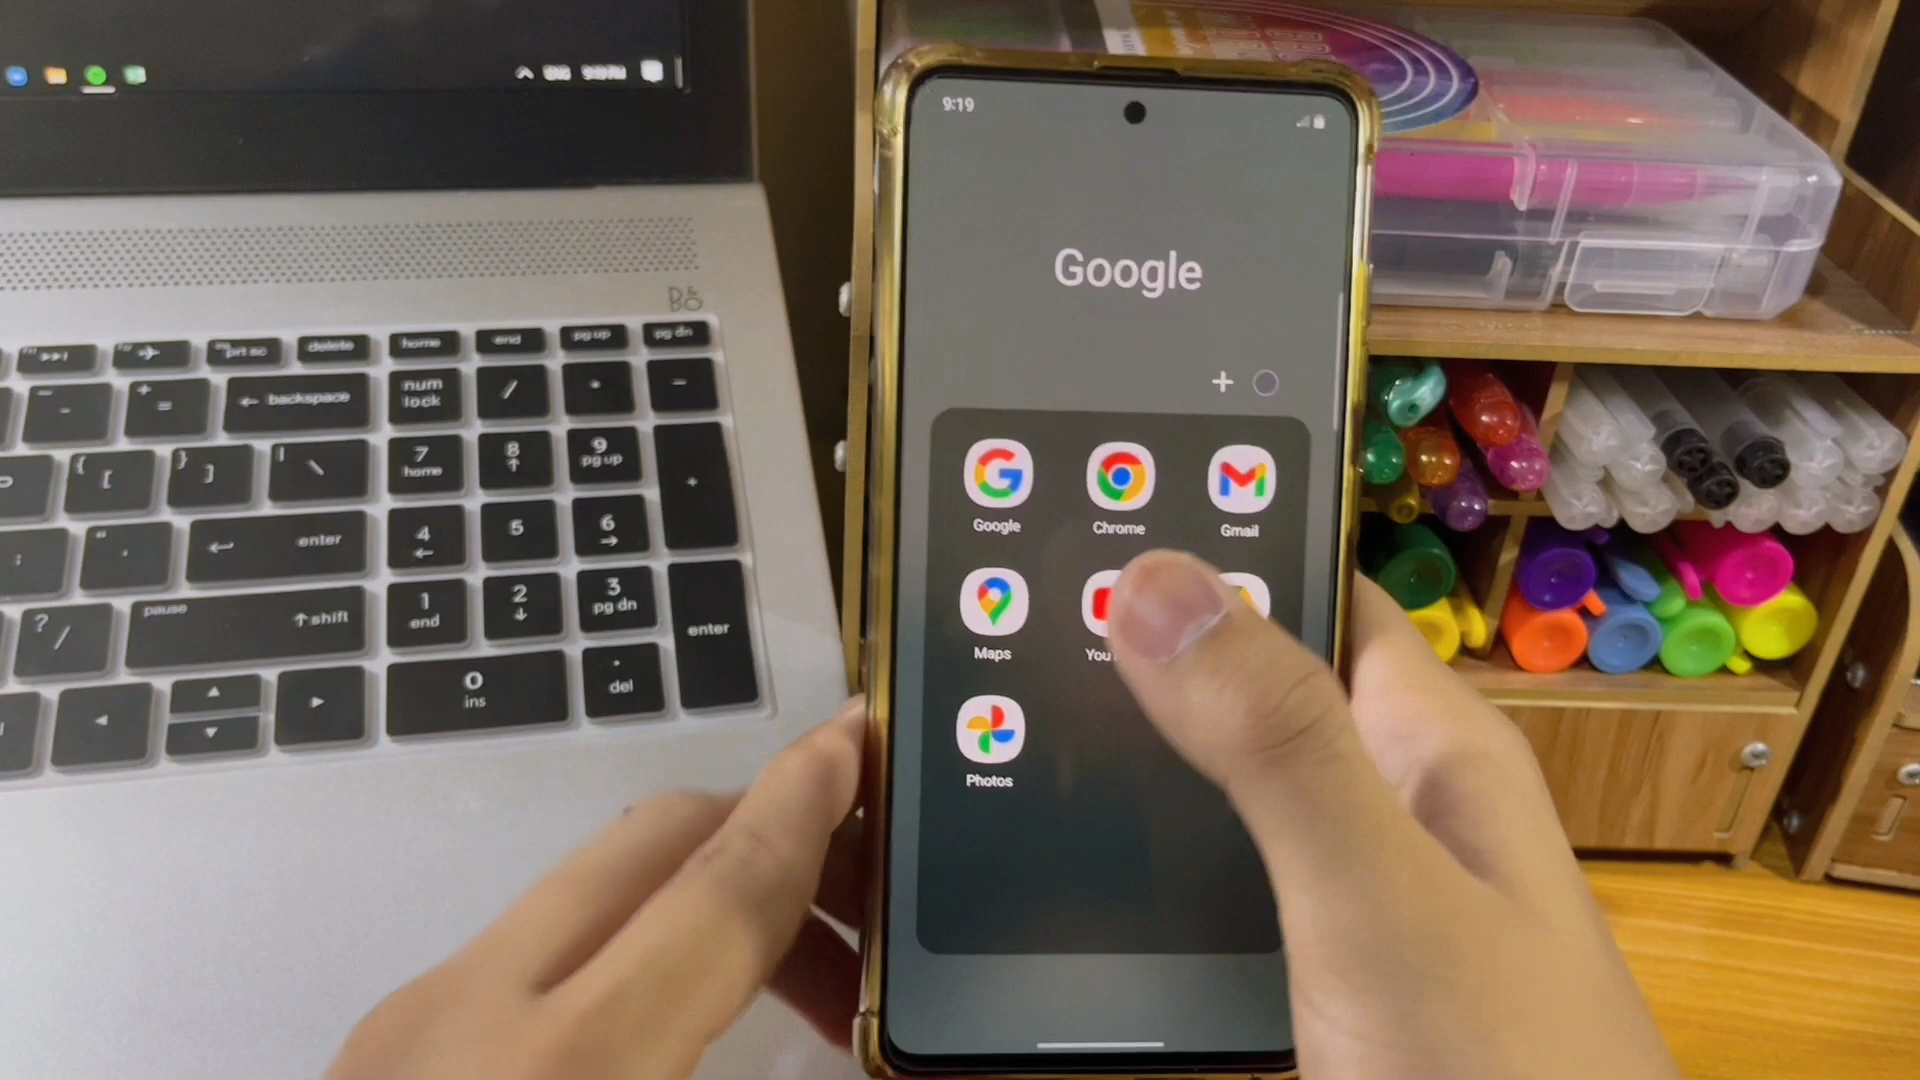 9:19
Google
+
Google
Chrome
Gmail
Maps
Photos
B&O
prt sc
delete
home
end
pg up
pg dn
- -
+ =
← backspace
num lock
/
*
-
{ [
} ]
| \
7 home
8 ↑
9 pg up
+
enter
4 ←
5
6 →
? /
pause
↑ shift
1 end
2 ↓
3 pg dn
enter
0 ins
. del